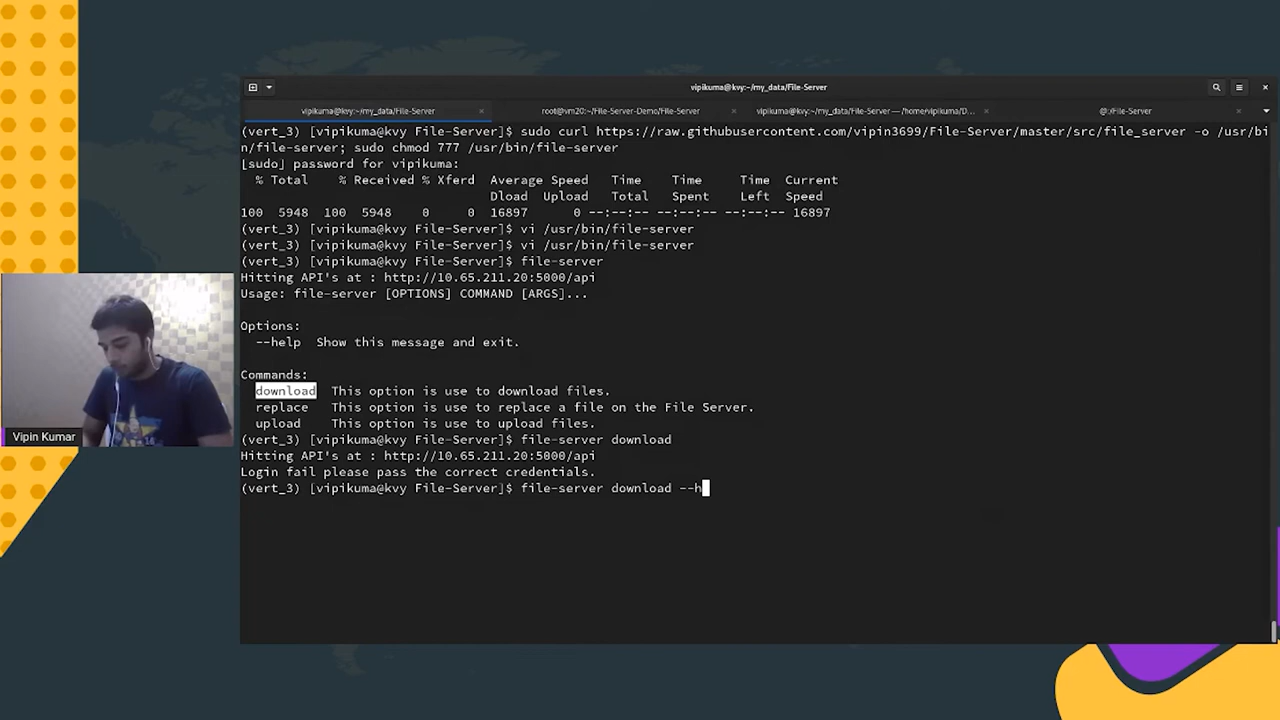 vipikuma@kvy:~/my_data/File-Server
vipikuma@kvy:~/my_data/File-Server
root@vm20:~/File-Server-Demo/File-Server
vipikuma@kvy:~/my_data/File-Server — /home/vipikuma/D...
@:/File-Server
(vert_3) [vipikuma@kvy File-Server]$ sudo curl https://raw.githubusercontent.com/vipin3699/File-Server/master/src/file_server -o /usr/bi
n/file-server; sudo chmod 777 /usr/bin/file-server
[sudo] password for vipikuma:
% Total % Received % Xferd Average Speed Time Time Time Current
Dload Upload Total Spent Left Speed
100 5948 100 5948 0 0 16897 0 --:--:-- --:--:-- --:--:-- 16897
(vert_3) [vipikuma@kvy File-Server]$ vi /usr/bin/file-server
(vert_3) [vipikuma@kvy File-Server]$ vi /usr/bin/file-server
(vert_3) [vipikuma@kvy File-Server]$ file-server
Hitting API's at : http://10.65.211.20:5000/api
Usage: file-server [OPTIONS] COMMAND [ARGS]...
Options:
--help Show this message and exit.
Commands:
download This option is use to download files.
replace This option is use to replace a file on the File Server.
upload This option is use to upload files.
(vert_3) [vipikuma@kvy File-Server]$ file-server download
Hitting API's at : http://10.65.211.20:5000/api
Login fail please pass the correct credentials.
(vert_3) [vipikuma@kvy File-Server]$ file-server download --h
Vipin Kumar